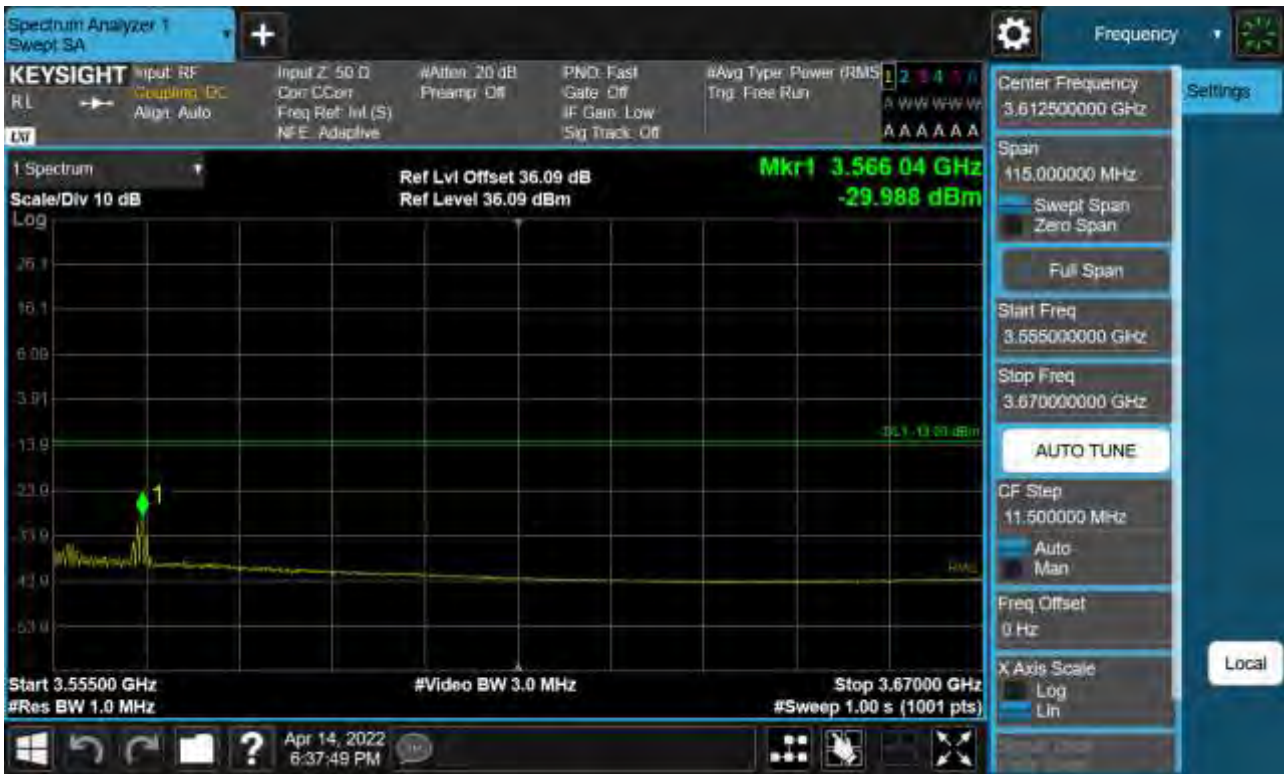 Spectrum Analyzer 1
Swept SA
+
Frequency
KEYSIGHT
Input: RF
Coupling: DC
Align: Auto
RL
LXI
Input Z: 50 Ω
Corr CCorr
Freq Ref: Int (S)
NFE: Adaptive
#Atten: 20 dB
Preamp: Off
PNO: Fast
Gate: Off
IF Gain: Low
Sig Track: Off
#Avg Type: Power (RMS
Trig: Free Run
1 2 3 4 5 6
A W W W W W
A A A A A A
1 Spectrum
Scale/Div 10 dB
Log
Ref Lvl Offset 36.09 dB
Ref Level 36.09 dBm
Mkr1 3.566 04 GHz
-29.988 dBm
26.1
16.1
6.09
-3.91
-13.9
-23.9
-33.9
-43.9
-53.9
DL1 -13.00 dBm
1
RMS
Start 3.55500 GHz
#Res BW 1.0 MHz
#Video BW 3.0 MHz
Stop 3.67000 GHz
#Sweep 1.00 s (1001 pts)
Center Frequency
3.612500000 GHz
Settings
Span
115.000000 MHz
Swept Span
Zero Span
Full Span
Start Freq
3.555000000 GHz
Stop Freq
3.670000000 GHz
AUTO TUNE
CF Step
11.500000 MHz
Auto
Man
Freq Offset
0 Hz
X Axis Scale
Log
Lin
Local
?
Apr 14, 2022
6:37:49 PM